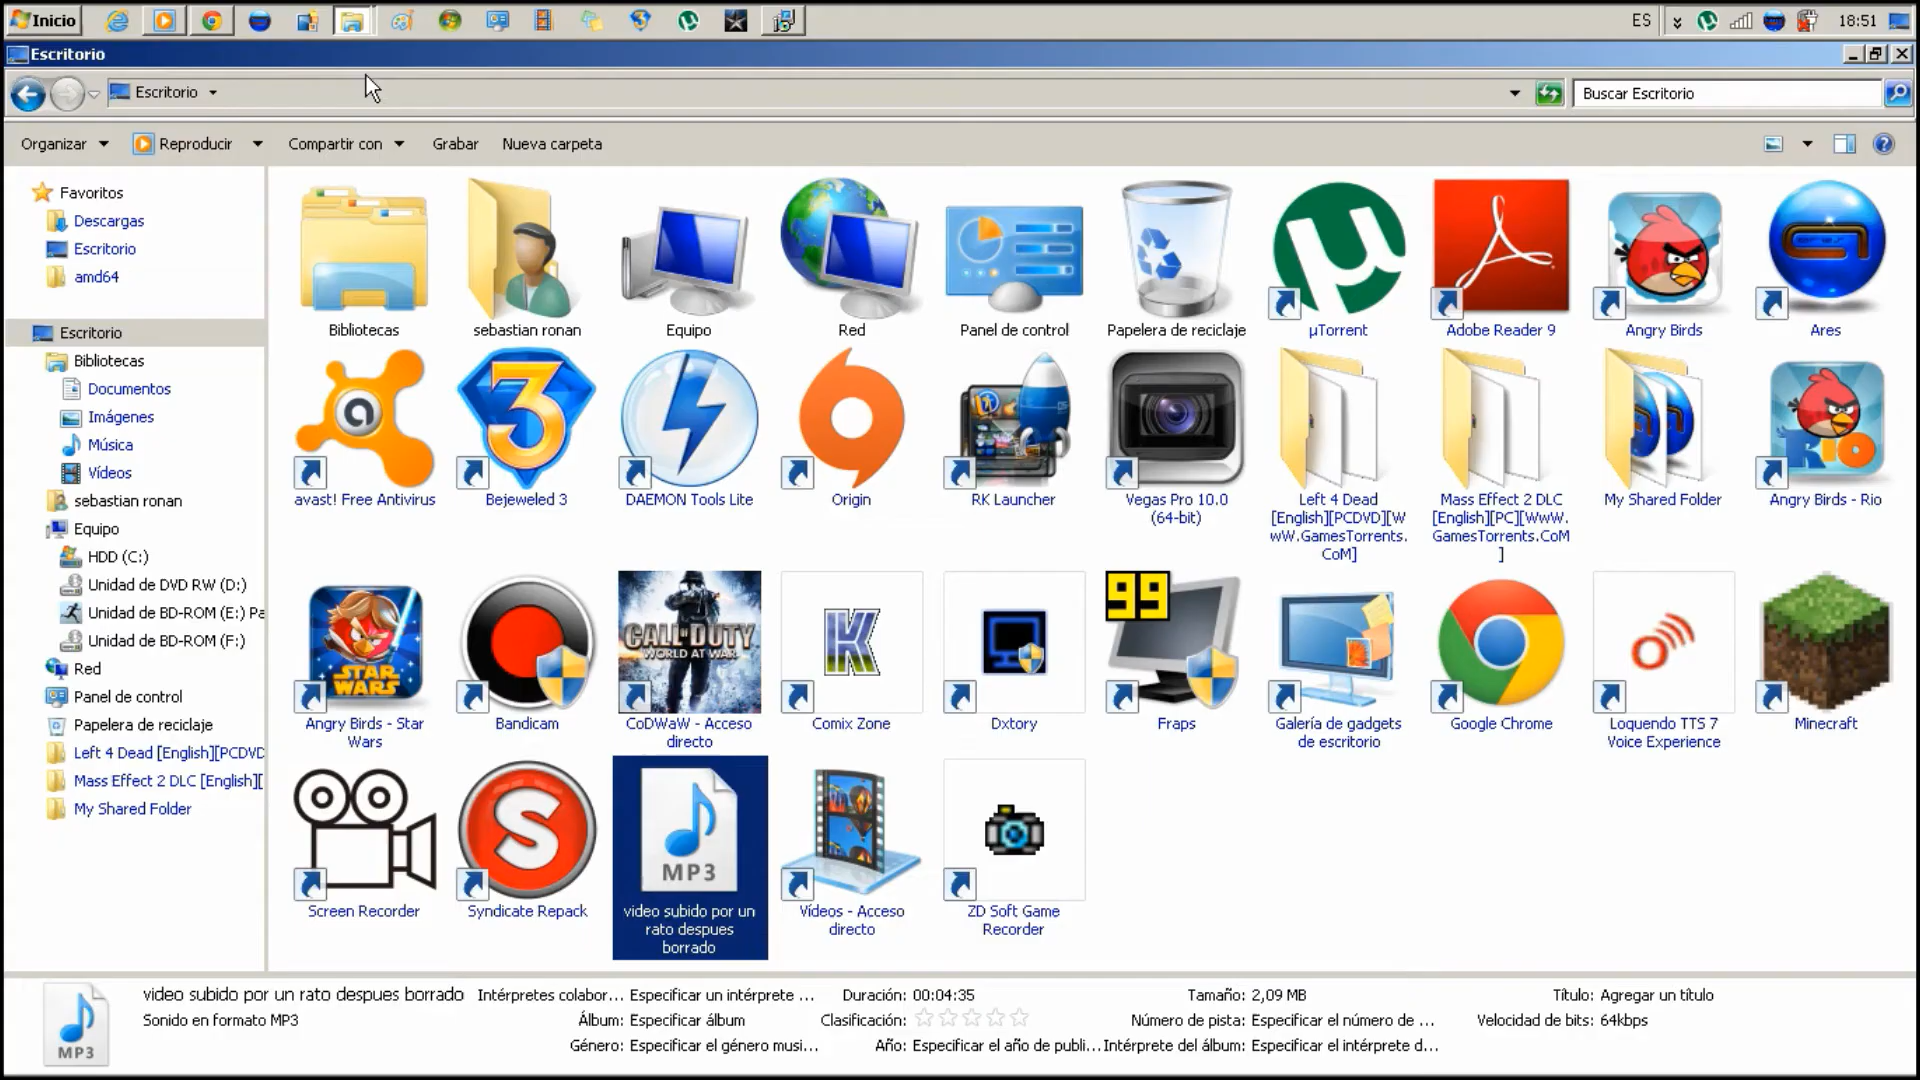 Inicio
ES
18:51
Escritorio
Escritorio
Buscar Escritorio
Organizar
Reproducir
Compartir con
Grabar
Nueva carpeta
Favoritos
Descargas
Escritorio
amd64
Escritorio
Bibliotecas
Documentos
Imágenes
Música
Vídeos
sebastian ronan
Equipo
HDD (C:)
Unidad de DVD RW (D:)
Unidad de BD-ROM (E:) Pa
Unidad de BD-ROM (F:)
Red
Panel de control
Papelera de reciclaje
Left 4 Dead [English][PCDVD
Mass Effect 2 DLC [English][
My Shared Folder
Bibliotecas
sebastian ronan
Equipo
Red
Panel de control
Papelera de reciclaje
µ
µTorrent
Adobe Reader 9
Angry Birds
Ares
a
avast! Free Antivirus
3
Bejeweled 3
DAEMON Tools Lite
Origin
RK Launcher
Vegas Pro 10.0
(64-bit)
Left 4 Dead
[English][PCDVD][W
wW.GamesTorrents.
CoM]
Mass Effect 2 DLC
[English][PC][WwW.
GamesTorrents.CoM
]
My Shared Folder
RIO
Angry Birds - Rio
STAR
WARS
Angry Birds - Star
Wars
Bandicam
CALL OF DUTY
WORLD AT WAR
CoDWaW - Acceso
directo
K
Comix Zone
Dxtory
99
Fraps
Galería de gadgets
de escritorio
Google Chrome
Loquendo TTS 7
Voice Experience
Minecraft
Screen Recorder
S
Syndicate Repack
MP3
video subido por un
rato despues
borrado
Vídeos - Acceso
directo
ZD Soft Game
Recorder
MP3
video subido por un rato despues borrado
Sonido en formato MP3
Intérpretes colabor... Especificar un intérprete ...
Álbum: Especificar álbum
Género: Especificar el género musi...
Duración: 00:04:35
Clasificación:
Año: Especificar el año de publi...
Tamaño: 2,09 MB
Número de pista: Especificar el número de ...
Intérprete del álbum: Especificar el intérprete d...
Título: Agregar un título
Velocidad de bits: 64kbps